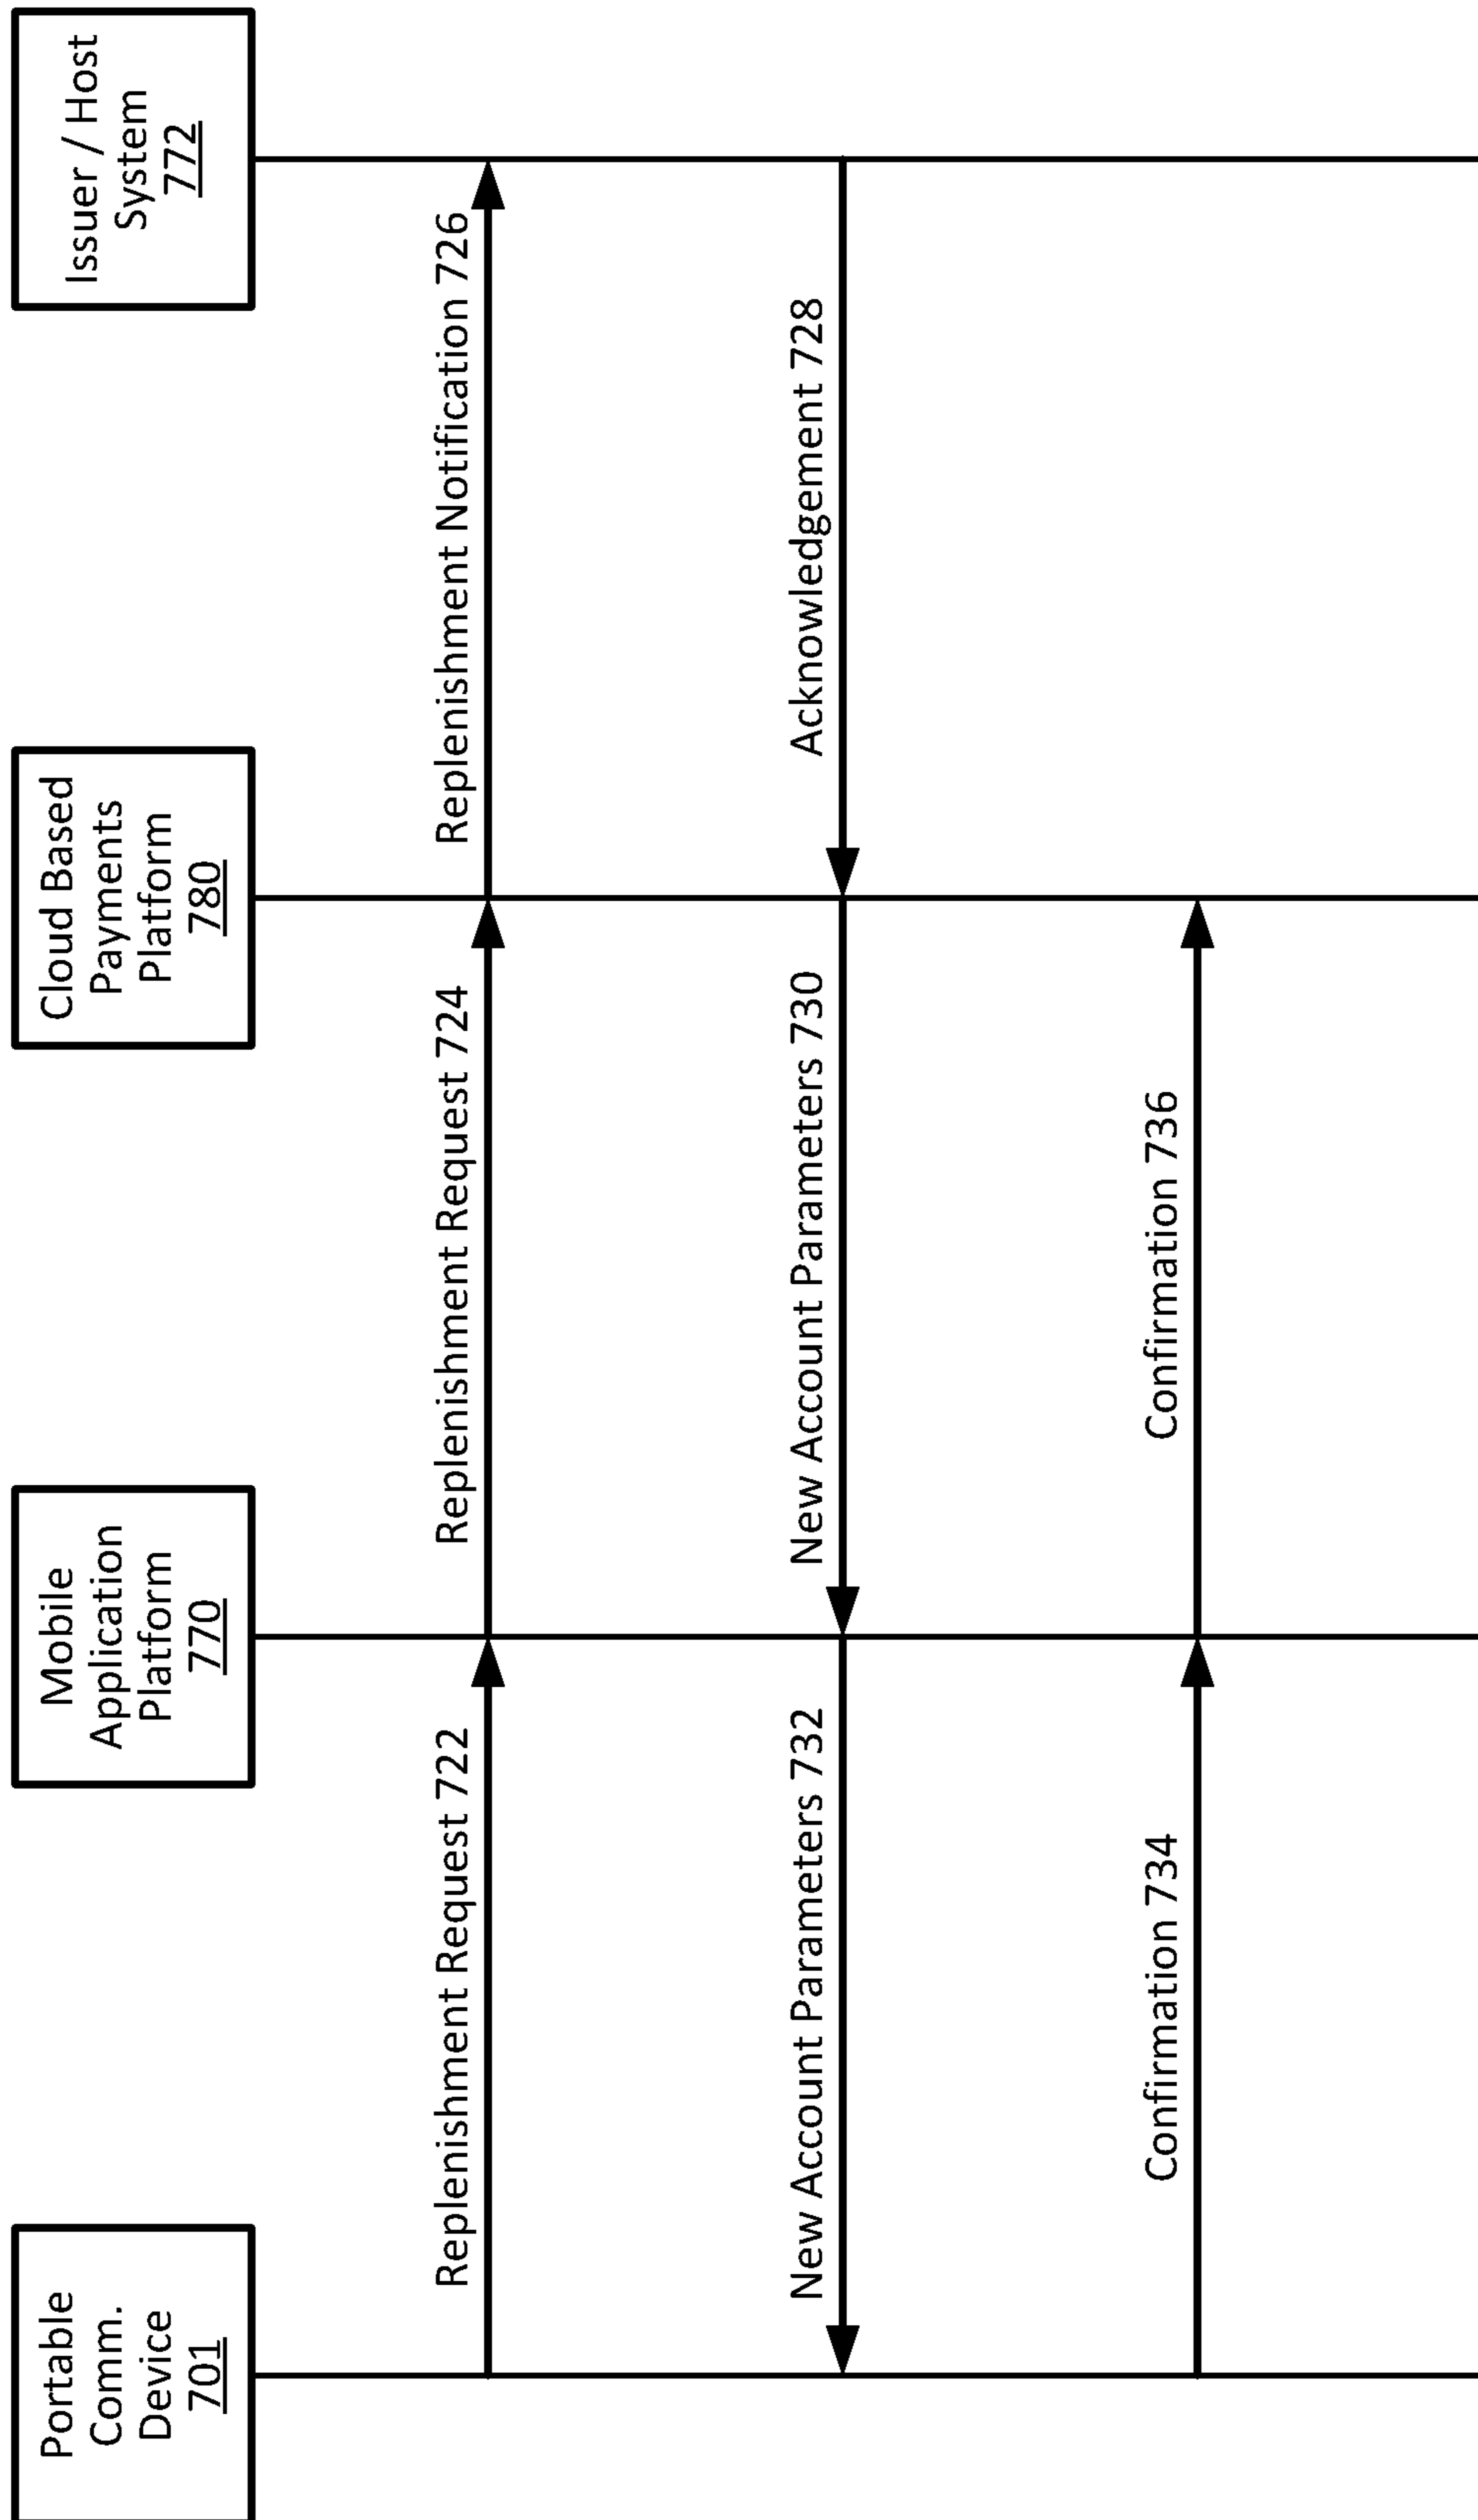 Portable
Comm.
Device
701
Mobile
Application
Platform
770
Cloud Based
Payments
Platform
780
Issuer / Host
System
772
Replenishment Request 722
Replenishment Request 724
Replenishment Notification 726
New Account Parameters 732
New Account Parameters 730
Acknowledgement 728
Confirmation 734
Confirmation 736